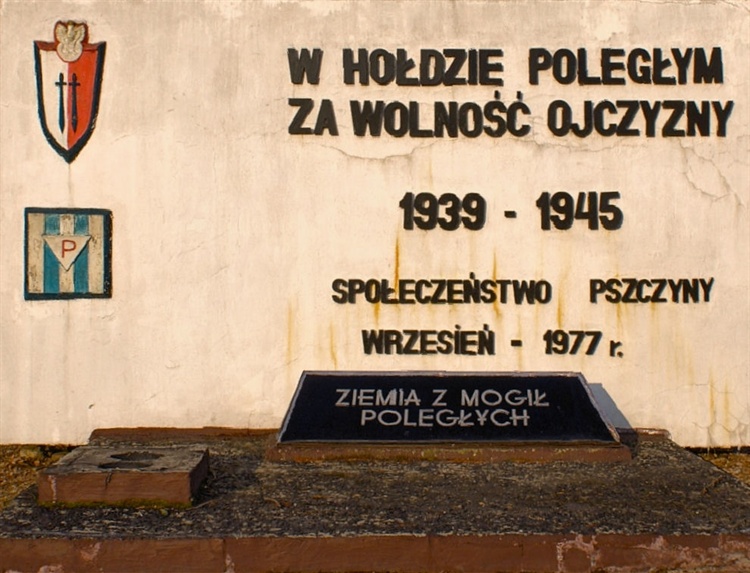 W HOŁDZIE POLEGŁYM
ZA WOLNOŚĆ OJCZYZNY
1939 - 1945
SPOŁECZEŃSTWO PSZCZYNY
WRZESIEŃ - 1977 r.
P
ZIEMIA Z MOGIŁ
POLEGŁYCH